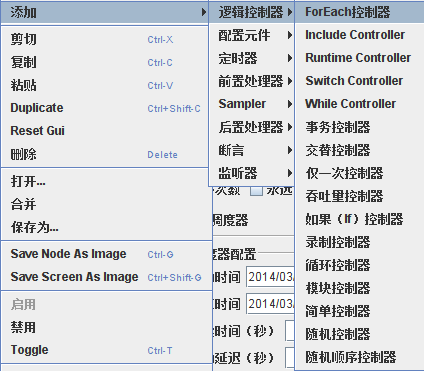 添加
剪切 Ctrl-X
复制 Ctrl-C
粘贴 Ctrl-V
Duplicate Ctrl+Shift-C
Reset Gui
删除 Delete
打开...
合并
保存为...
Save Node As Image Ctrl-G
Save Screen As Image Ctrl+Shift-G
启用
禁用
Toggle Ctrl-T
逻辑控制器
配置元件
定时器
前置处理器
Sampler
后置处理器
断言
监听器
ForEach控制器
Include Controller
Runtime Controller
Switch Controller
While Controller
事务控制器
交替控制器
仅一次控制器
吞吐量控制器
如果（If）控制器
录制控制器
循环控制器
模块控制器
简单控制器
随机控制器
随机顺序控制器
次数 永远
调度器
器配置
时间 2014/03/
时间 2014/03/
时间（秒）
延迟（秒）